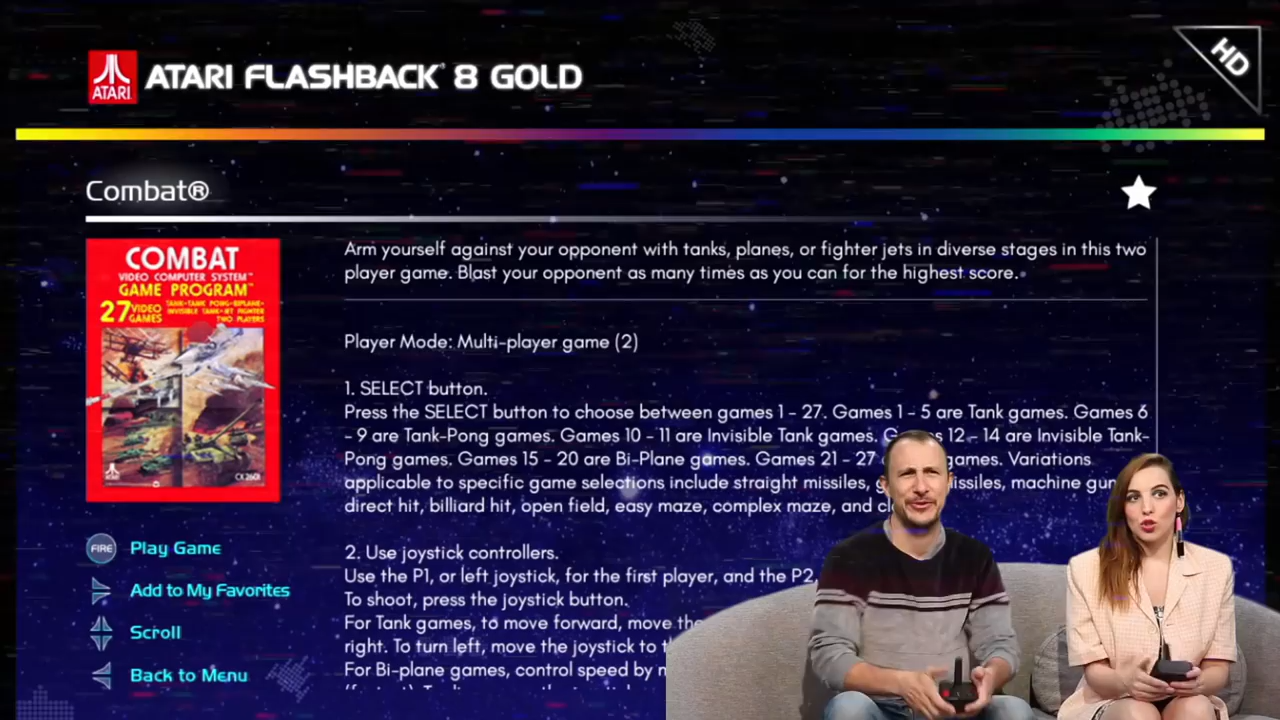 HD
ATARI
ATARI FLASHBACK® 8 GOLD
Combat®
COMBAT
VIDEO COMPUTER SYSTEM™
GAME PROGRAM™
27 VIDEO GAMES
TANK•TANK PONG•BIPLANE•
INVISIBLE TANK•JET FIGHTER
TWO PLAYERS
ATARI
CX2601
Arm yourself against your opponent with tanks, planes, or fighter jets in diverse stages in this two
player game. Blast your opponent as many times as you can for the highest score.
Player Mode: Multi-player game (2)
1. SELECT button.
Press the SELECT button to choose between games 1 - 27. Games 1 - 5 are Tank games. Games 6
- 9 are Tank-Pong games. Games 10 - 11 are Invisible Tank games. 12 - 14 are Invisible Tank-
Pong games. Games 15 - 20 are Bi-Plane games. Games 21 - 27 games. Variations
applicable to specific game selections include straight missiles, missiles, machine gun
direct hit, billiard hit, open field, easy maze, complex maze, and
2. Use joystick controllers.
Use the P1, or left joystick, for the first player, and the P2,
To shoot, press the joystick button.
For Tank games, to move forward, move the
right. To turn left, move the joystick to
For Bi-plane games, control speed by
FIRE Play Game
Add to My Favorites
Scroll
Back to Menu